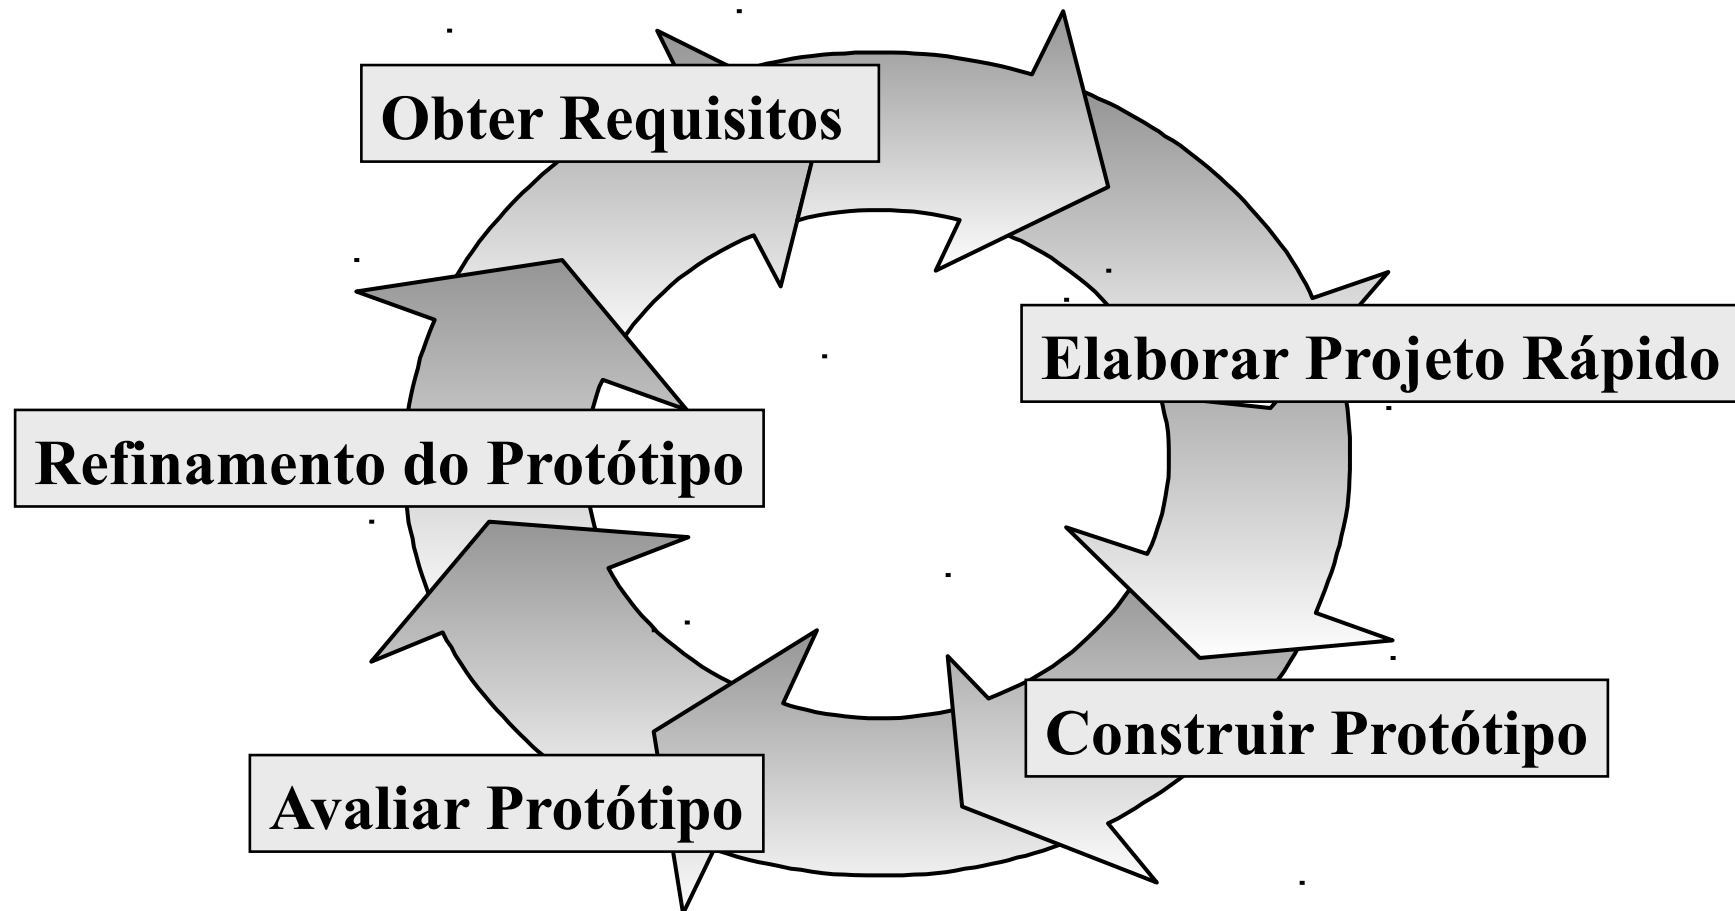 Obter Requisitos
Elaborar Projeto Rápido
Refinamento do Protótipo
Construir Protótipo
Avaliar Protótipo